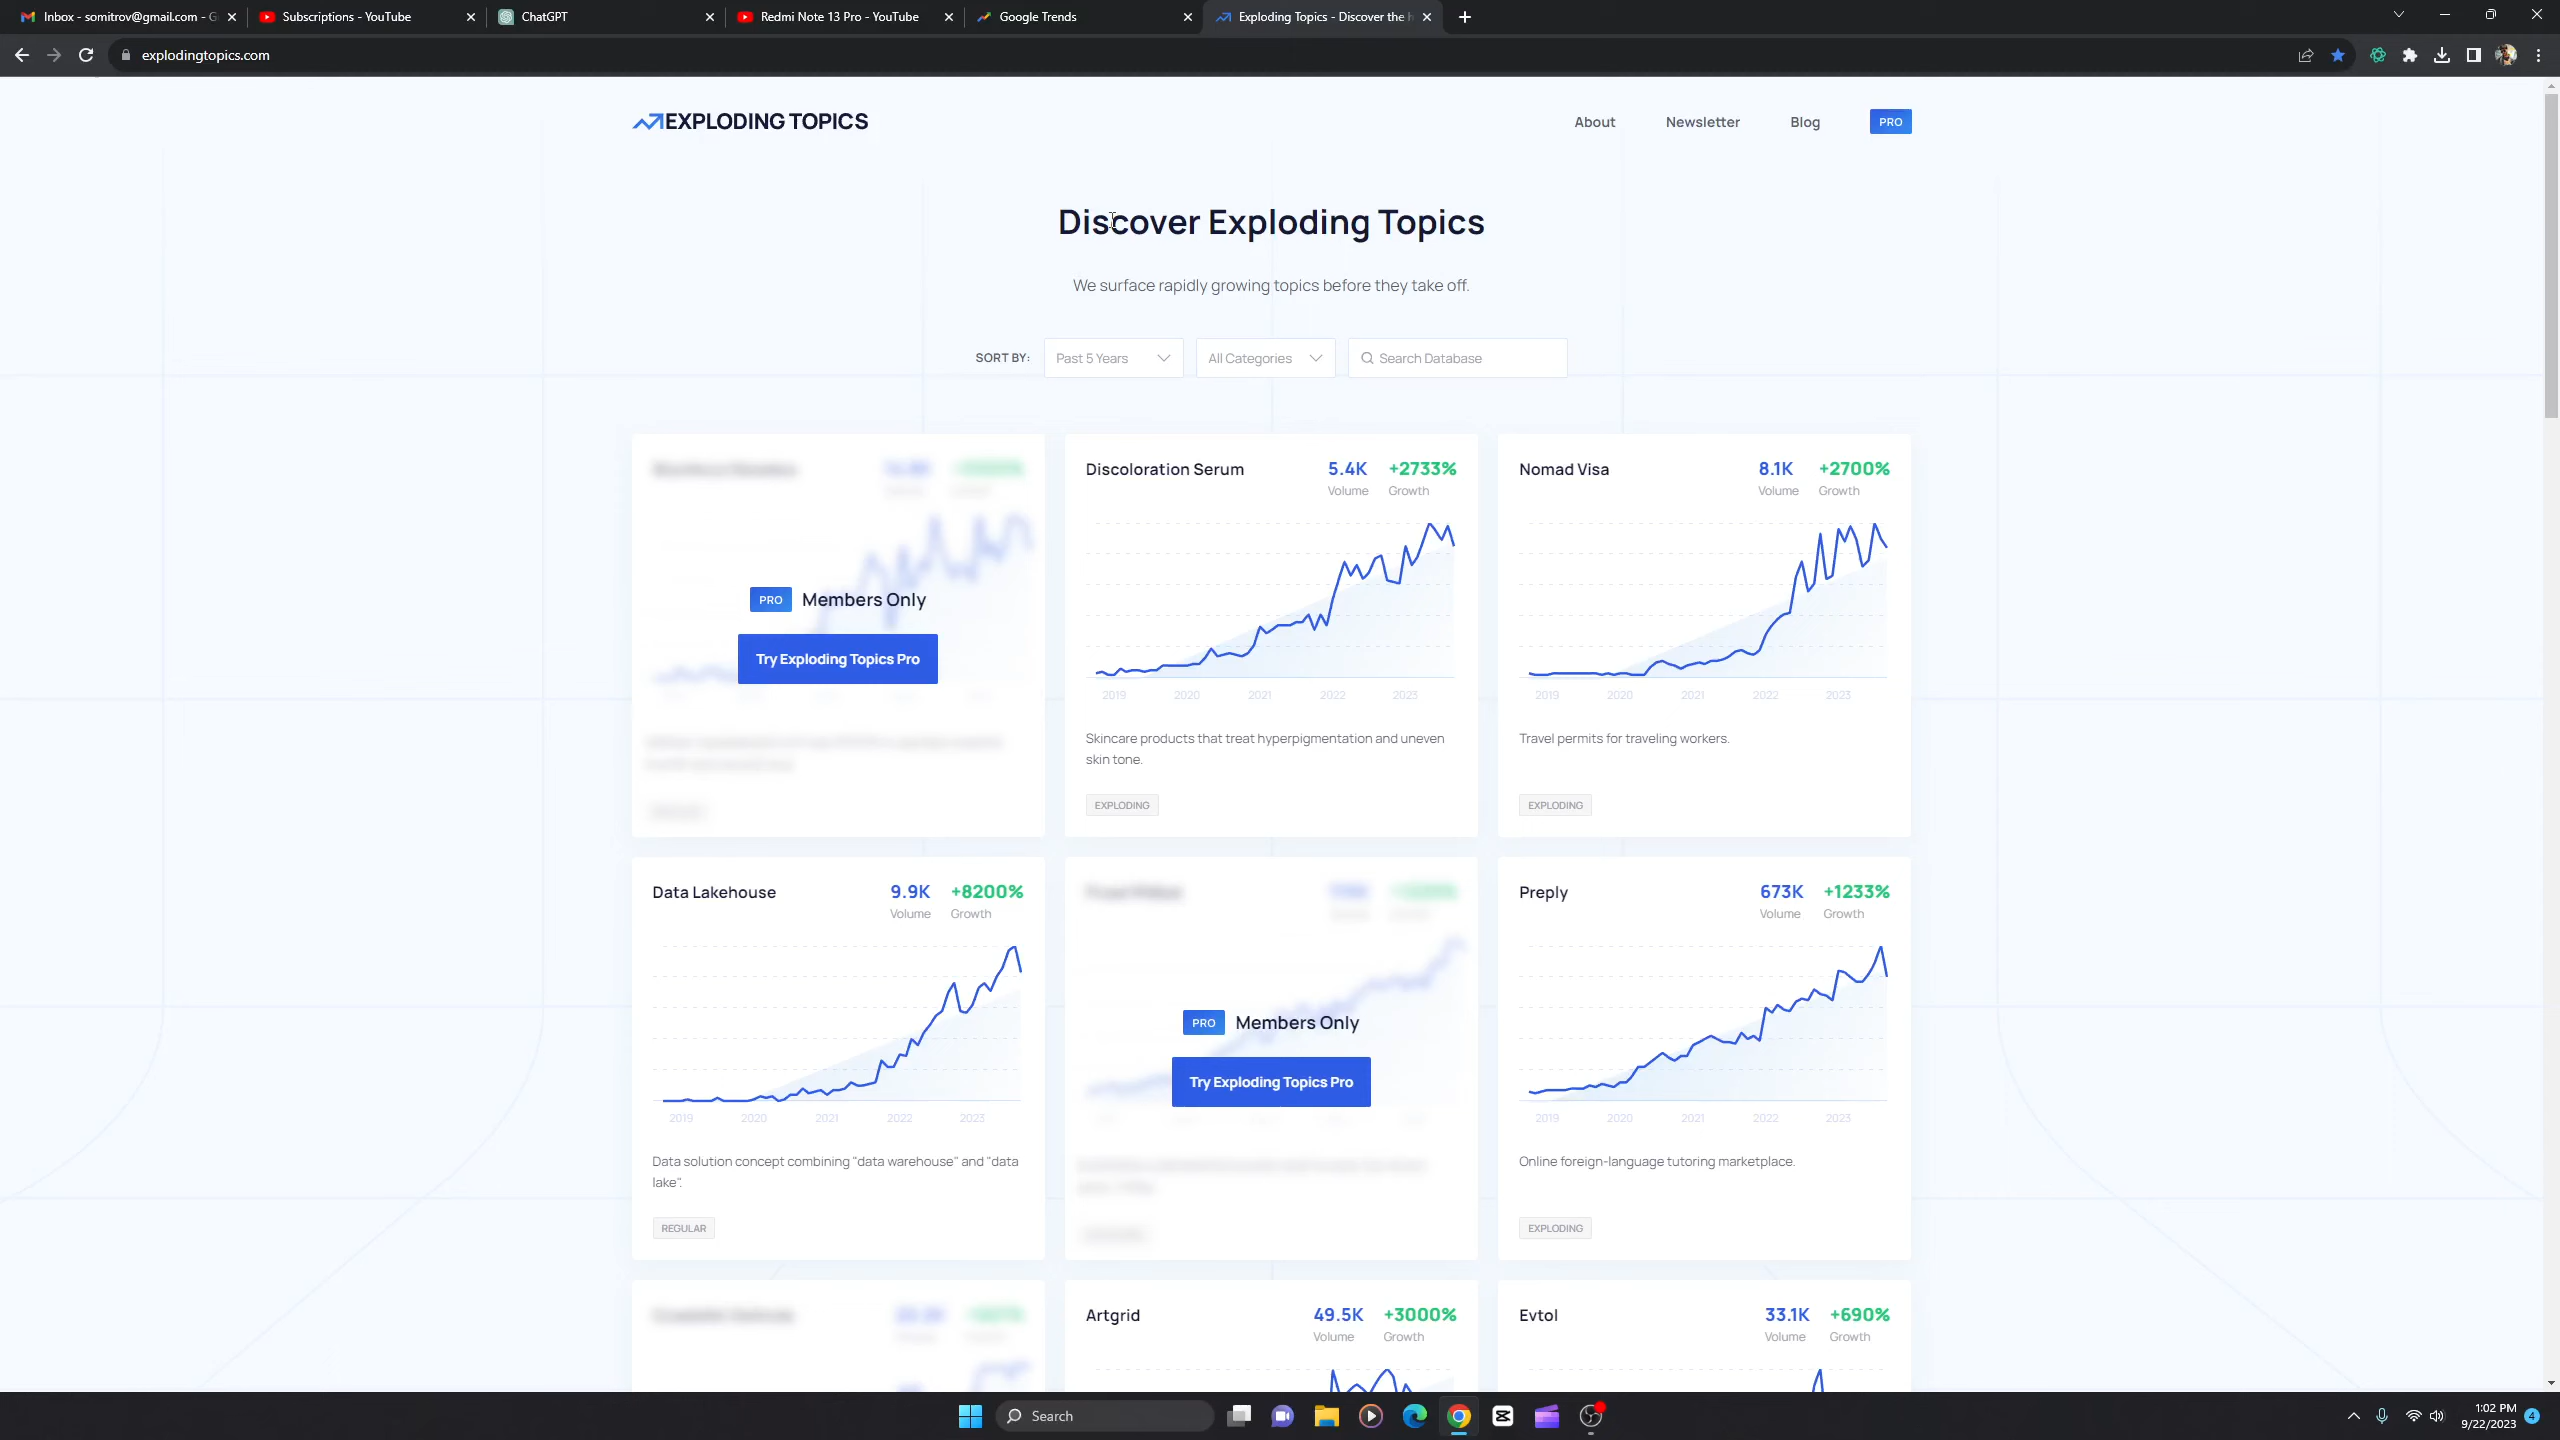 Inbox - somitrov@gmail.com - G
Subscriptions - YouTube
ChatGPT
Redmi Note 13 Pro - YouTube
Google Trends
Exploding Topics - Discover the h
explodingtopics.com
EXPLODING TOPICS
About
Newsletter
Blog
PRO
Discover Exploding Topics
We surface rapidly growing topics before they take off.
SORT BY:
Past 5 Years
All Categories
Search Database
PRO Members Only
Try Exploding Topics Pro
Discoloration Serum
5.4K
+2733%
Volume
Growth
2019 2020 2021 2022 2023
Skincare products that treat hyperpigmentation and uneven
skin tone.
EXPLODING
Nomad Visa
8.1K
+2700%
Volume
Growth
2019 2020 2021 2022 2023
Travel permits for traveling workers.
EXPLODING
Data Lakehouse
9.9K
+8200%
Volume
Growth
2019 2020 2021 2022 2023
Data solution concept combining "data warehouse" and "data
lake".
REGULAR
PRO Members Only
Try Exploding Topics Pro
Preply
673K
+1233%
Volume
Growth
2019 2020 2021 2022 2023
Online foreign-language tutoring marketplace.
EXPLODING
Artgrid
49.5K
+3000%
Volume
Growth
Evtol
33.1K
+690%
Volume
Growth
Search
1:02 PM
9/22/2023
4